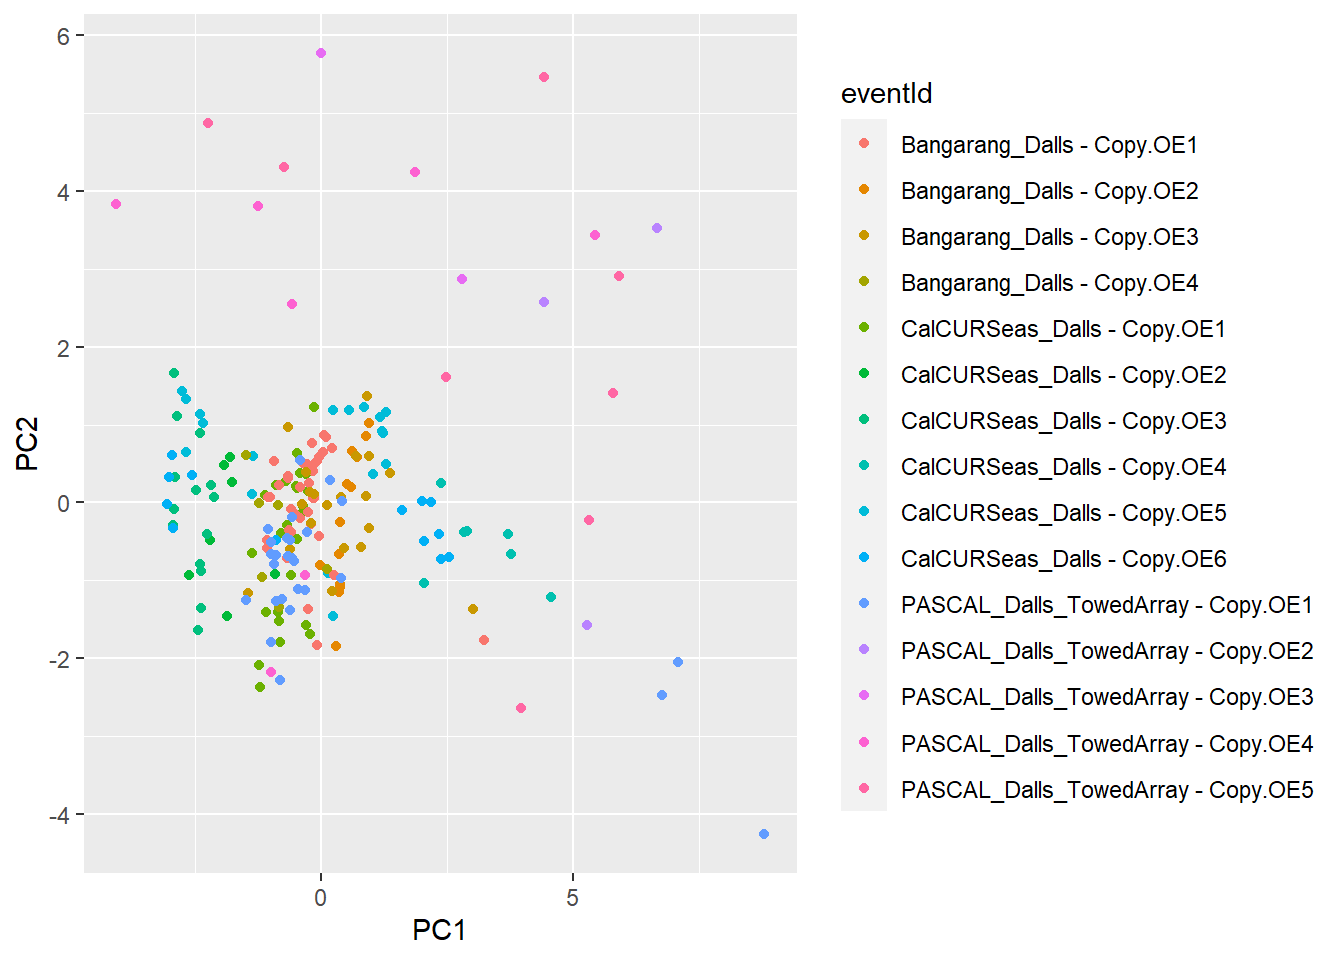 6
4
2
0
-2
-4
PC2
0
5
PC1
eventId
Bangarang_Dalls - Copy.OE1
Bangarang_Dalls - Copy.OE2
Bangarang_Dalls - Copy.OE3
Bangarang_Dalls - Copy.OE4
CalCURSeas_Dalls - Copy.OE1
CalCURSeas_Dalls - Copy.OE2
CalCURSeas_Dalls - Copy.OE3
CalCURSeas_Dalls - Copy.OE4
CalCURSeas_Dalls - Copy.OE5
CalCURSeas_Dalls - Copy.OE6
PASCAL_Dalls_TowedArray - Copy.OE1
PASCAL_Dalls_TowedArray - Copy.OE2
PASCAL_Dalls_TowedArray - Copy.OE3
PASCAL_Dalls_TowedArray - Copy.OE4
PASCAL_Dalls_TowedArray - Copy.OE5